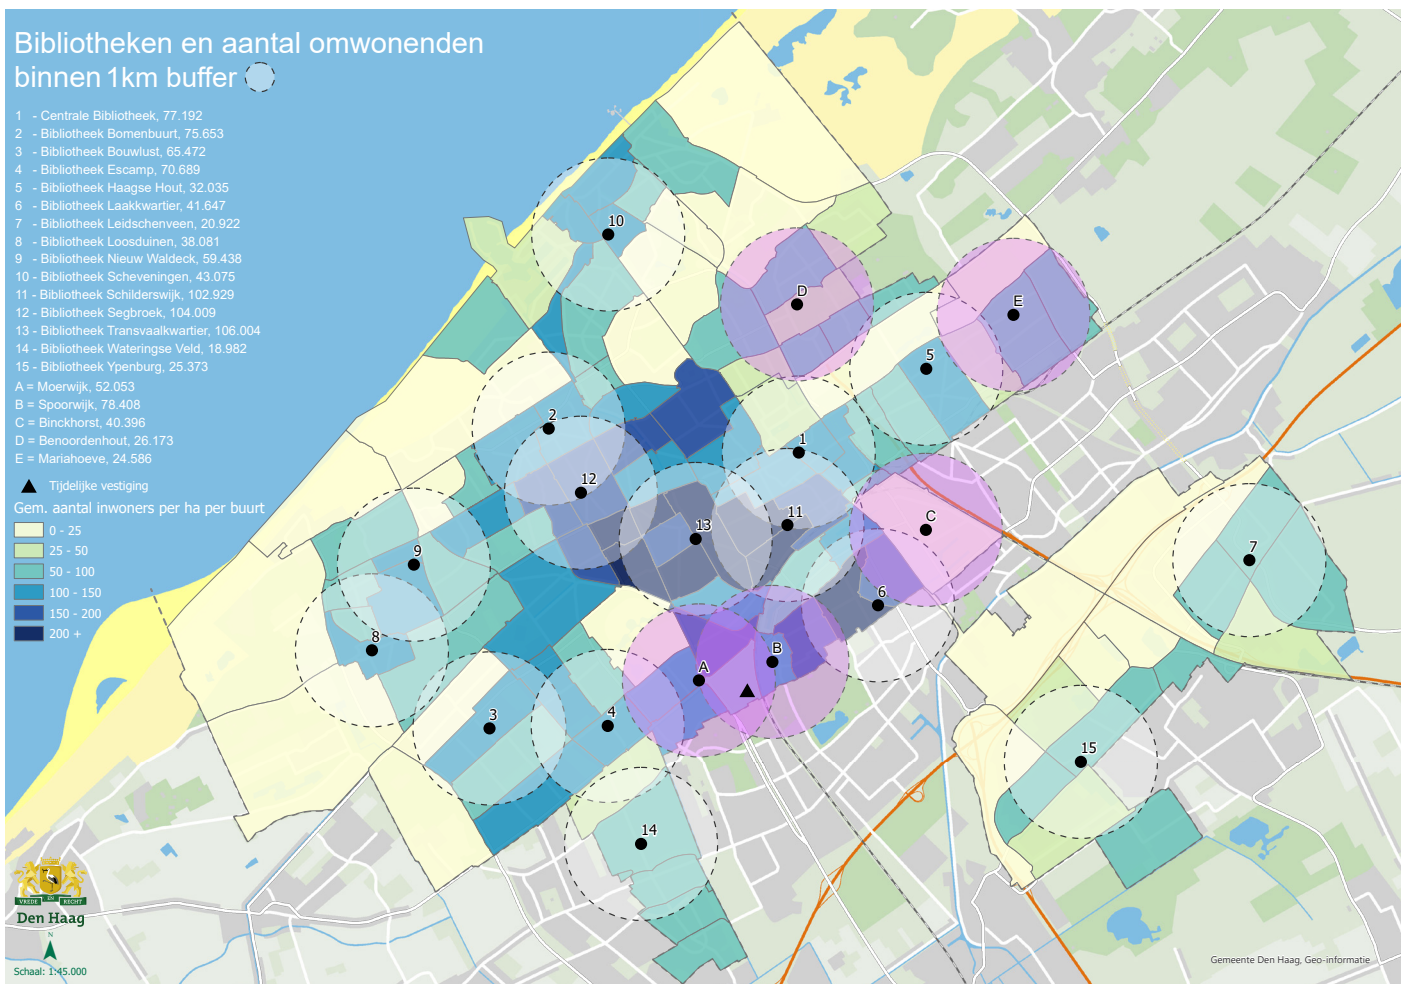 Bibliotheken en aantal omwonenden
binnen 1km buffer
1 - Centrale Bibliotheek, 77.192
2 - Bibliotheek Bomenbuurt, 75.653
3 - Bibliotheek Bouwlust, 65.472
4 - Bibliotheek Escamp, 70.689
5 - Bibliotheek Haagse Hout, 32.035
6 - Bibliotheek Laakkwartier, 41.647
7 - Bibliotheek Leidschenveen, 20.922
8 - Bibliotheek Loosduinen, 38.081
9 - Bibliotheek Nieuw Waldeck, 59.438
10 - Bibliotheek Scheveningen, 43.075
11 - Bibliotheek Schilderswijk, 102.929
12 - Bibliotheek Segbroek, 104.009
13 - Bibliotheek Transvaalkwartier, 106.004
14 - Bibliotheek Wateringse Veld, 18.982
15 - Bibliotheek Ypenburg, 25.373
A = Moerwijk, 52.053
B = Spoorwijk, 78.408
C = Binckhorst, 40.396
D = Benoordenhout, 26.173
E = Mariahoeve, 24.586
Tijdelijke vestiging
Gem. aantal inwoners per ha per buurt
0 - 25
25 - 50
50 - 100
100 - 150
150 - 200
200 +
10
D
E
5
2
1
12
11
13
C
9
7
6
8
B
A
3
4
15
14
VREDE EN RECHT
Den Haag
N
Schaal: 1:45.000
Gemeente Den Haag, Geo-informatie